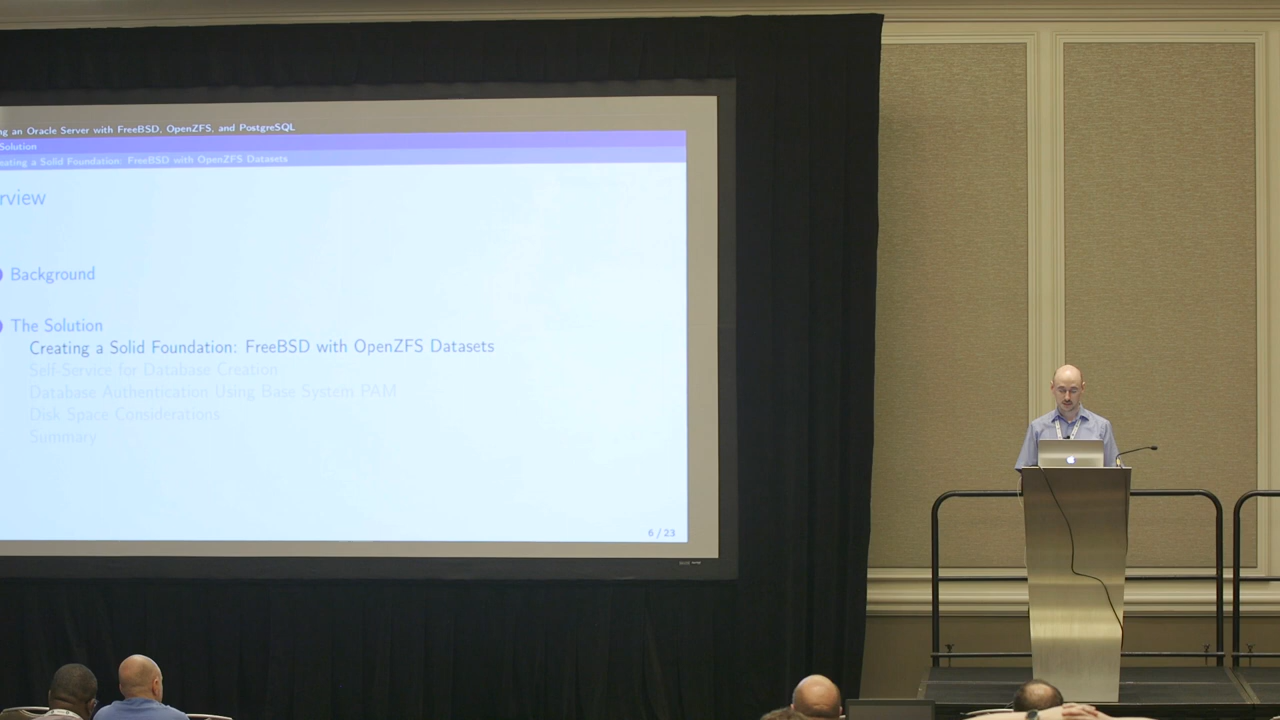 ng an Oracle Server with FreeBSD, OpenZFS, and PostgreSQL
Solution
eating a Solid Foundation: FreeBSD with OpenZFS Datasets
rview
Background
The Solution
Creating a Solid Foundation: FreeBSD with OpenZFS Datasets
Self-Service for Database Creation
Database Authentication Using Base System PAM
Disk Space Considerations
Summary
6 / 23